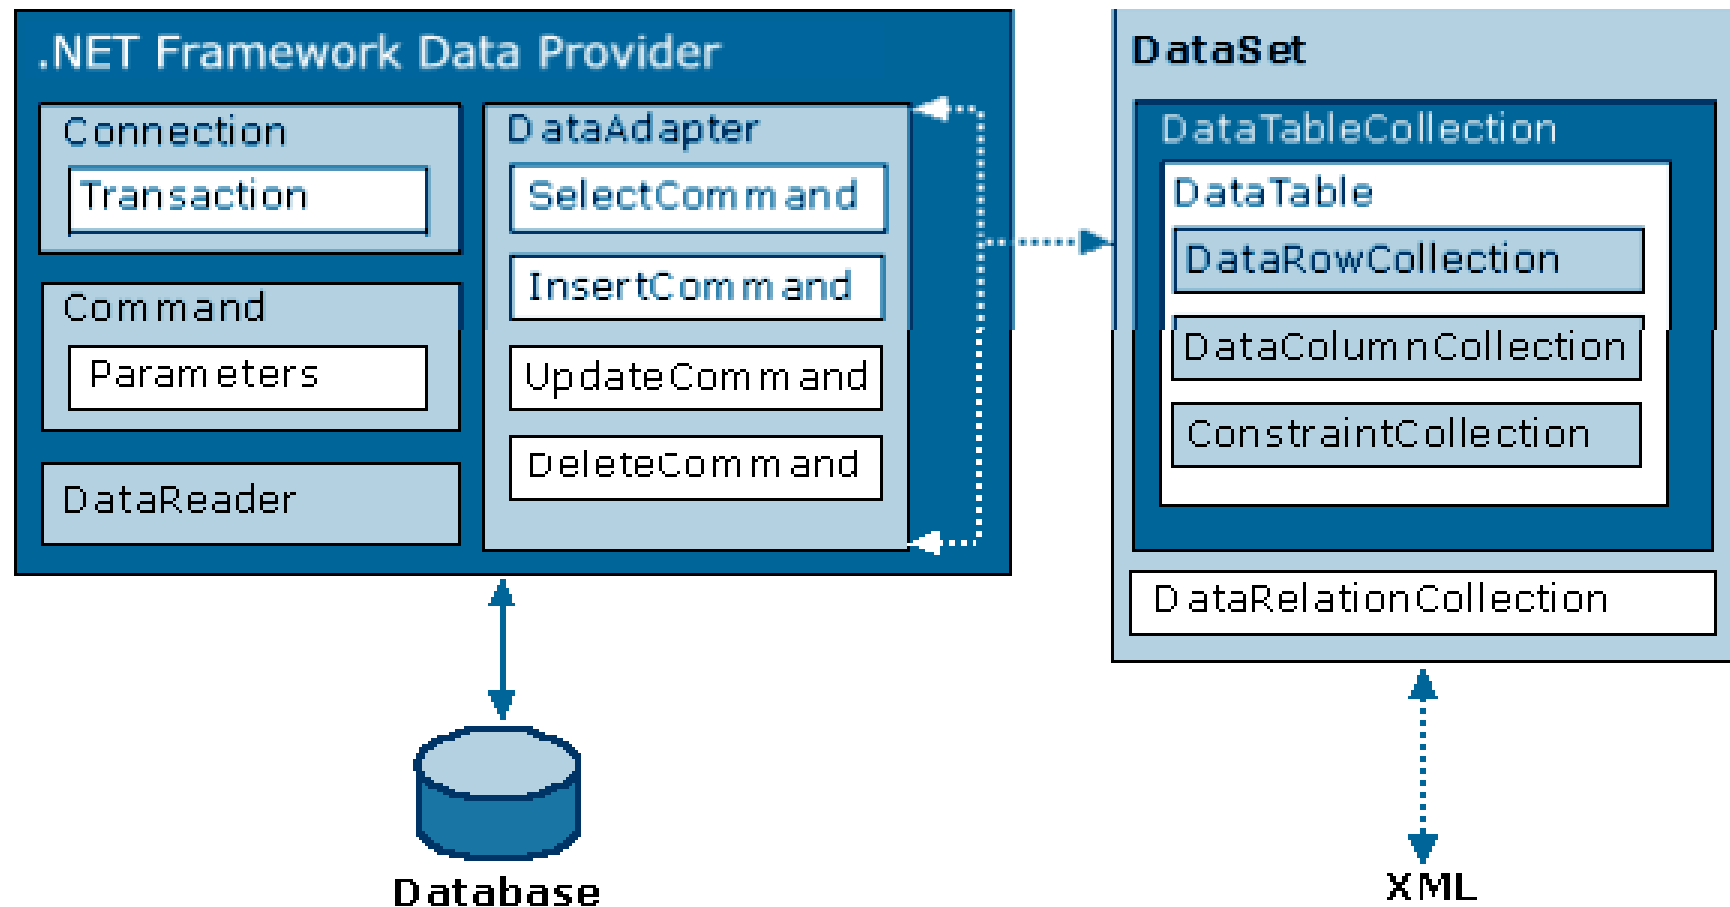 .NET Framework Data Provider
Connection
Transaction
Command
Parameters
DataReader
DataAdapter
SelectCommand
InsertCommand
UpdateCommand
DeleteCommand
DataSet
DataTableCollection
DataTable
DataRowCollection
DataColumnCollection
ConstraintCollection
DataRelationCollection
Database
XML